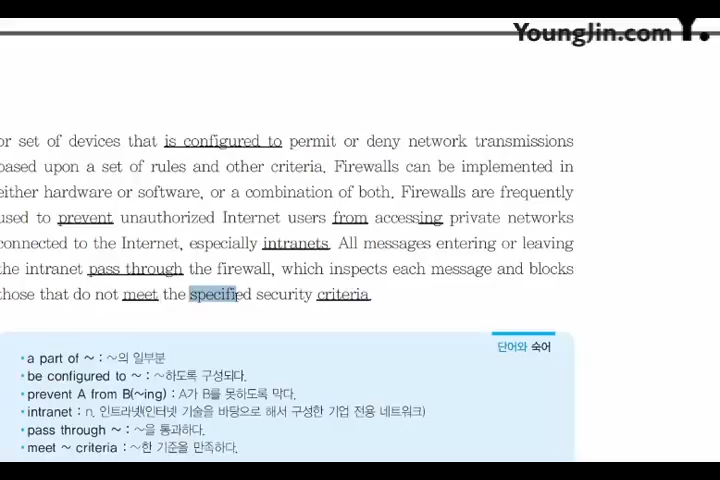 YoungJin.com Y.
or set of devices that is configured to permit or deny network transmissions
based upon a set of rules and other criteria. Firewalls can be implemented in
either hardware or software, or a combination of both. Firewalls are frequently
used to prevent unauthorized Internet users from accessing private networks
connected to the Internet, especially intranets. All messages entering or leaving
the intranet pass through the firewall, which inspects each message and blocks
those that do not meet the specified security criteria.
단어와 숙어
• a part of ~ : ~의 일부분
• be configured to ~ : ~하도록 구성되다.
• prevent A from B(~ing) : A가 B를 못하도록 막다.
• intranet : n. 인트라넷(인터넷 기술을 바탕으로 해서 구성한 기업 전용 네트워크)
• pass through ~ : ~을 통과하다.
• meet ~ criteria : ~한 기준을 만족하다.